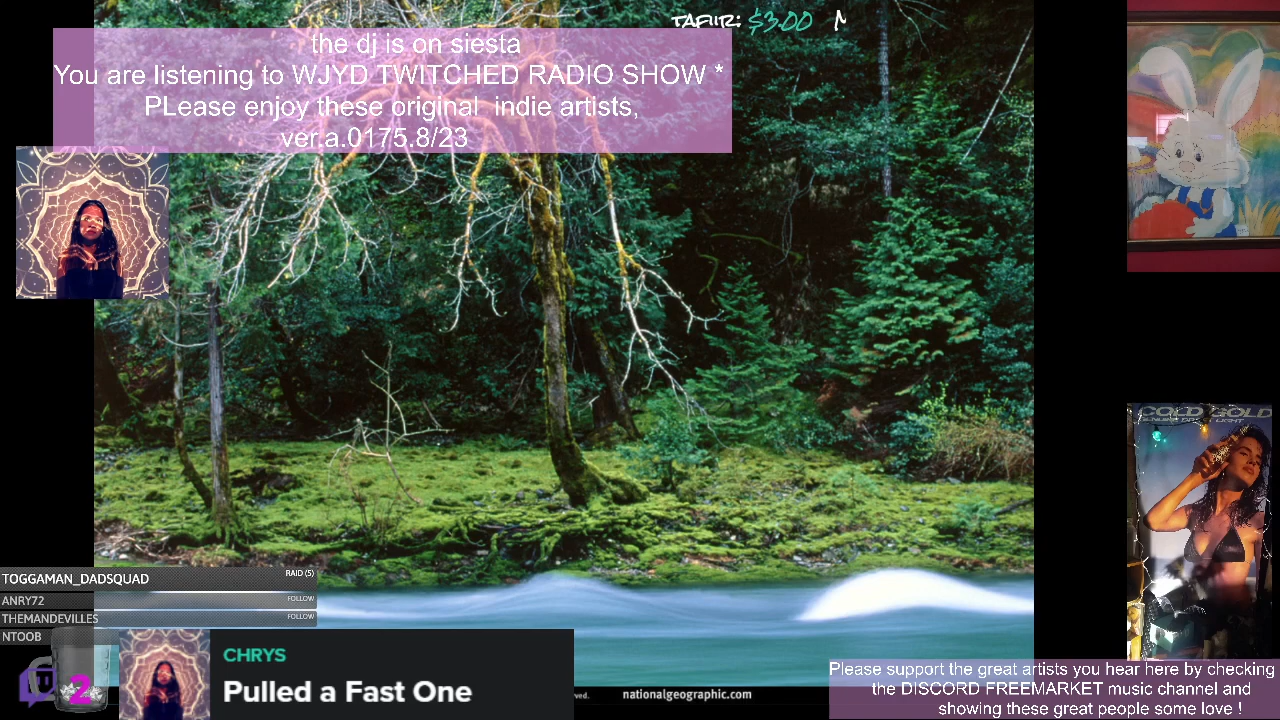 TAFIIR: $3.00
the dj is on siesta
You are listening to WJYD TWITCHED RADIO SHOW *
PLease enjoy these original indie artists,
ver.a.0175.8/23
COLD GOLD
TOGGAMAN_DADSQUAD RAID (5)
ANRY72 FOLLOW
THEMANDEVILLES FOLLOW
NTOOB
2
CHRYS
Pulled a Fast One
nationalgeographic.com
Please support the great artists you hear here by checking
the DISCORD FREEMARKET music channel and
showing these great people some love !